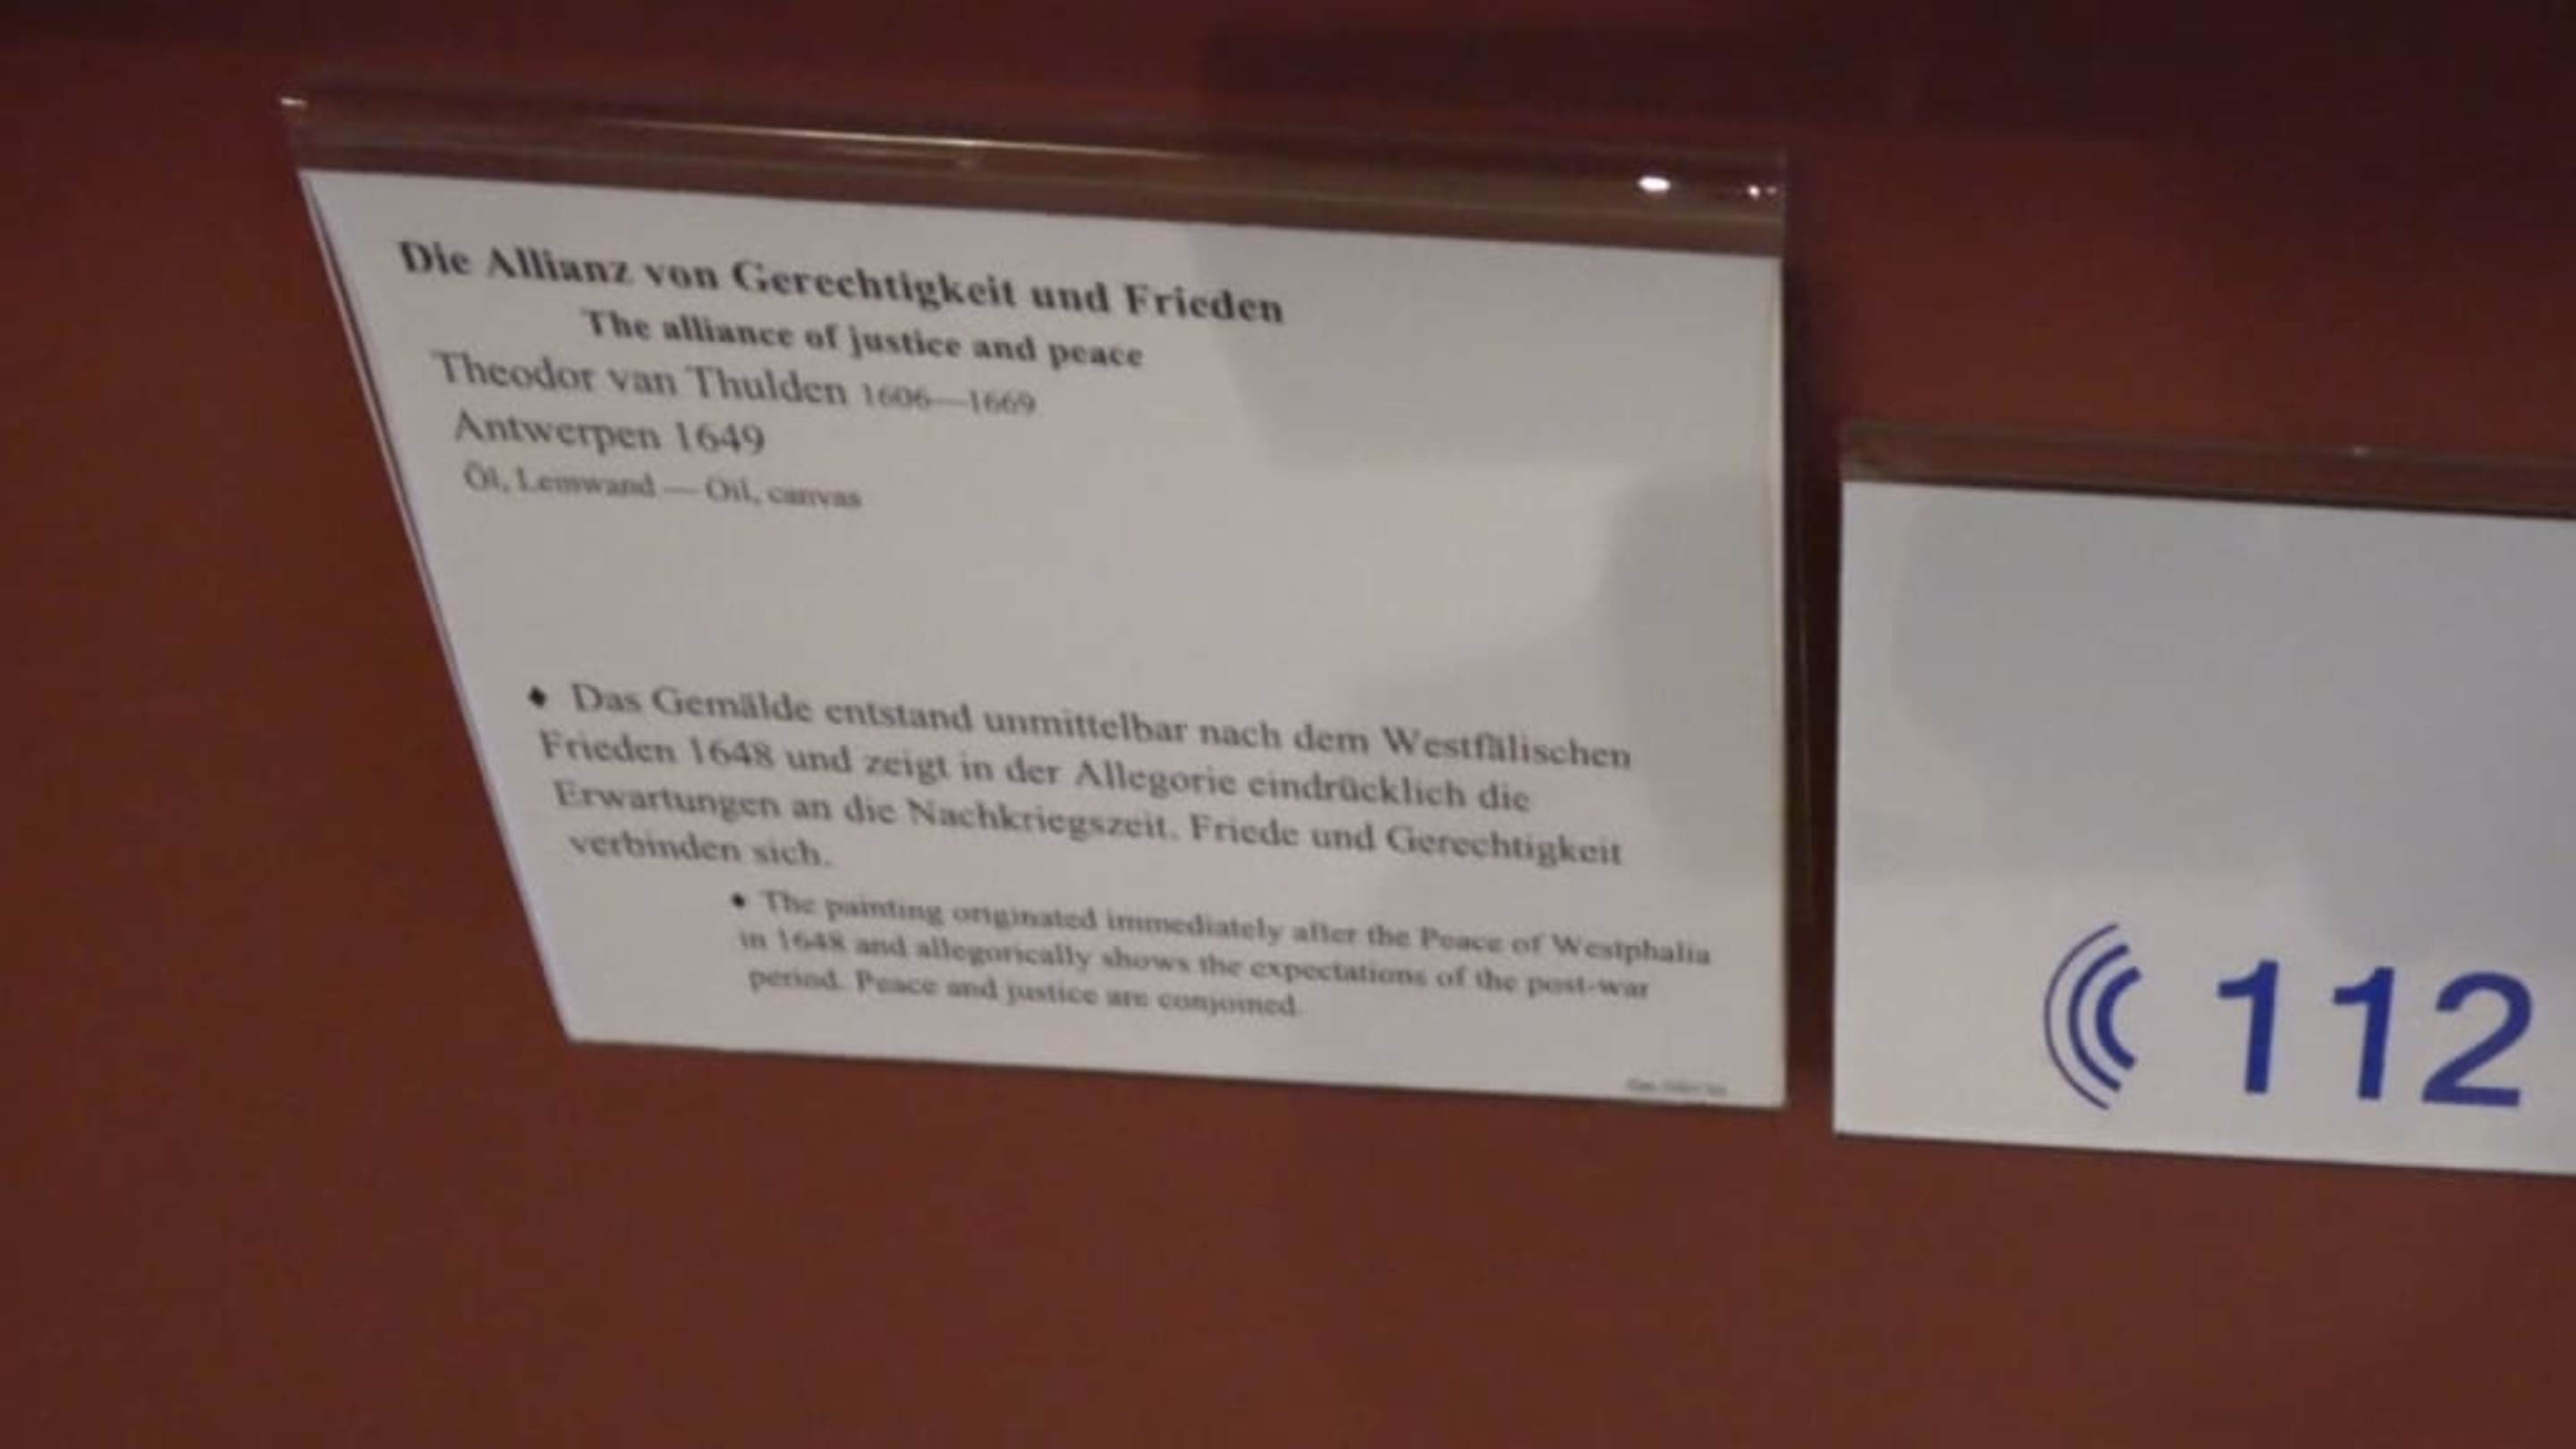 Die Allianz von Gerechtigkeit und Frieden
The alliance of justice and peace
Theodor van Thulden 1606—1669
Antwerpen 1649
Öl, Leinwand — Oil, canvas
♦ Das Gemälde entstand unmittelbar nach dem Westfälischen
Frieden 1648 und zeigt in der Allegorie eindrücklich die
Erwartungen an die Nachkriegszeit. Friede und Gerechtigkeit
verbinden sich.
♦ The painting originated immediately after the Peace of Westphalia
in 1648 and allegorically shows the expectations of the post-war
period. Peace and justice are conjoined.
112